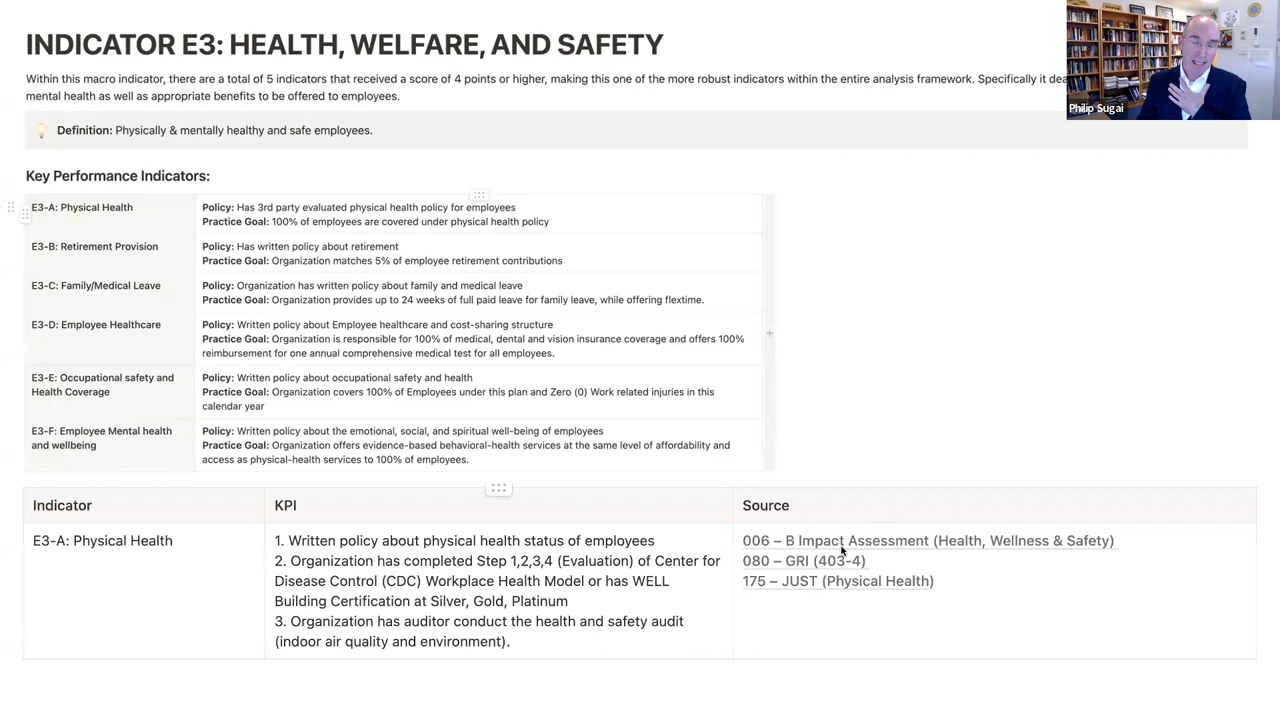 INDICATOR E3: HEALTH, WELFARE, AND SAFETY
Within this macro indicator, there are a total of 5 indicators that received a score of 4 points or higher, making this one of the more robust indicators within the entire analysis framework. Specifically it
mental health as well as appropriate benefits to be offered to employees.
Philip Sugai
Definition: Physically & mentally healthy and safe employees.
Key Performance Indicators:
E3-A: Physical Health
Policy: Has 3rd party evaluated physical health policy for employees
Practice Goal: 100% of employees are covered under physical health policy
E3-B: Retirement Provision
Policy: Has written policy about retirement
Practice Goal: Organization matches 5% of employee retirement contributions
E3-C: Family/Medical Leave
Policy: Organization has written policy about family and medical leave
Practice Goal: Organization provides up to 24 weeks of full paid leave for family leave, while offering flextime.
E3-D: Employee Healthcare
Policy: Written policy about Employee healthcare and cost-sharing structure
Practice Goal: Organization is responsible for 100% of medical, dental and vision insurance coverage and offers 100%
reimbursement for one annual comprehensive medical test for all employees.
E3-E: Occupational safety and
Health Coverage
Policy: Written policy about occupational safety and health
Practice Goal: Organization covers 100% of Employees under this plan and Zero (0) Work related injuries in this
calendar year
E3-F: Employee Mental health
and wellbeing
Policy: Written policy about the emotional, social, and spiritual well-being of employees
Practice Goal: Organization offers evidence-based behavioral-health services at the same level of affordability and
access as physical-health services to 100% of employees.
Indicator
KPI
Source
E3-A: Physical Health
1. Written policy about physical health status of employees
2. Organization has completed Step 1,2,3,4 (Evaluation) of Center for
Disease Control (CDC) Workplace Health Model or has WELL
Building Certification at Silver, Gold, Platinum
3. Organization has auditor conduct the health and safety audit
(indoor air quality and environment).
006 – B Impact Assessment (Health, Wellness & Safety)
080 – GRI (403-4)
175 – JUST (Physical Health)